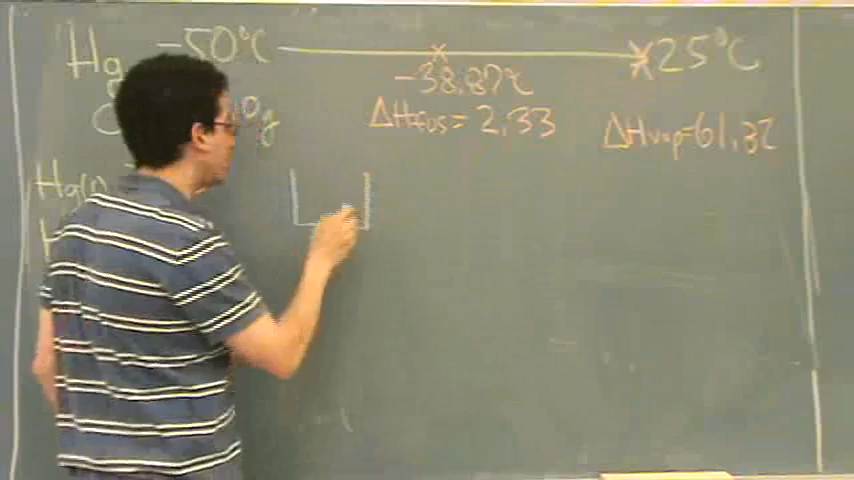 Hg -50°C
25°C
-38.87°C
ΔHfus= 2.33
ΔHvap=61.32
Hg(